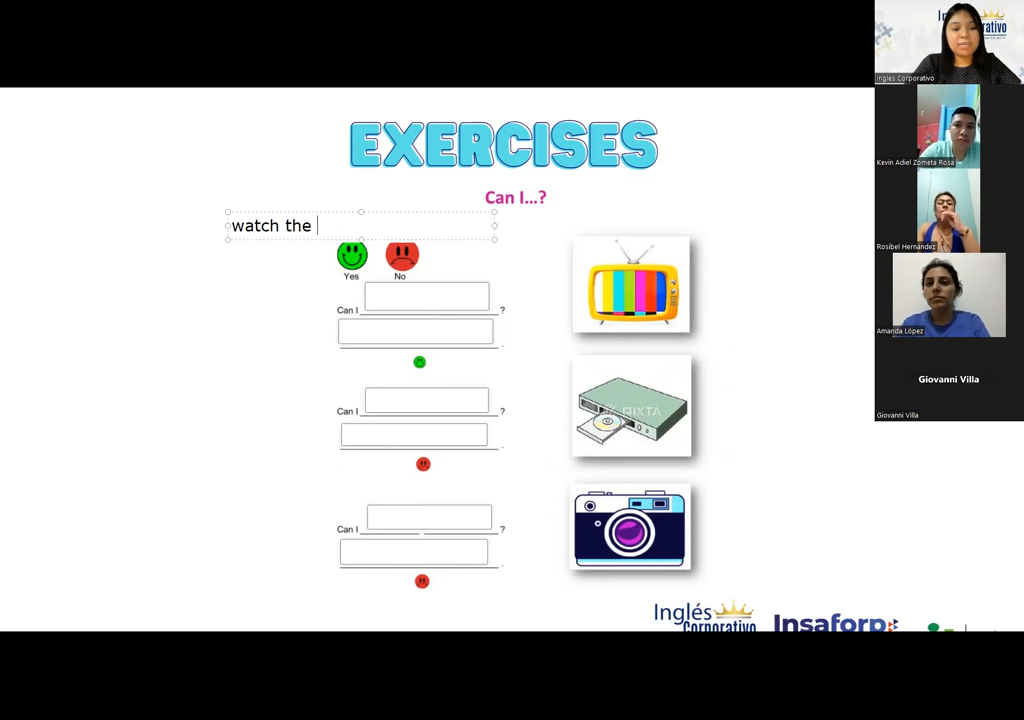 EXERCISES
Can I...?
watch the
Yes No
Can I ?
.
Can I ?
.
Can I ?
.
PIXTA
Inglés
Corporativo
Insaforp
Inglés Corporativo
Kevin Adiel Zometa Rosa
Rosibel Hernández
Amanda López
Giovanni Villa
Giovanni Villa